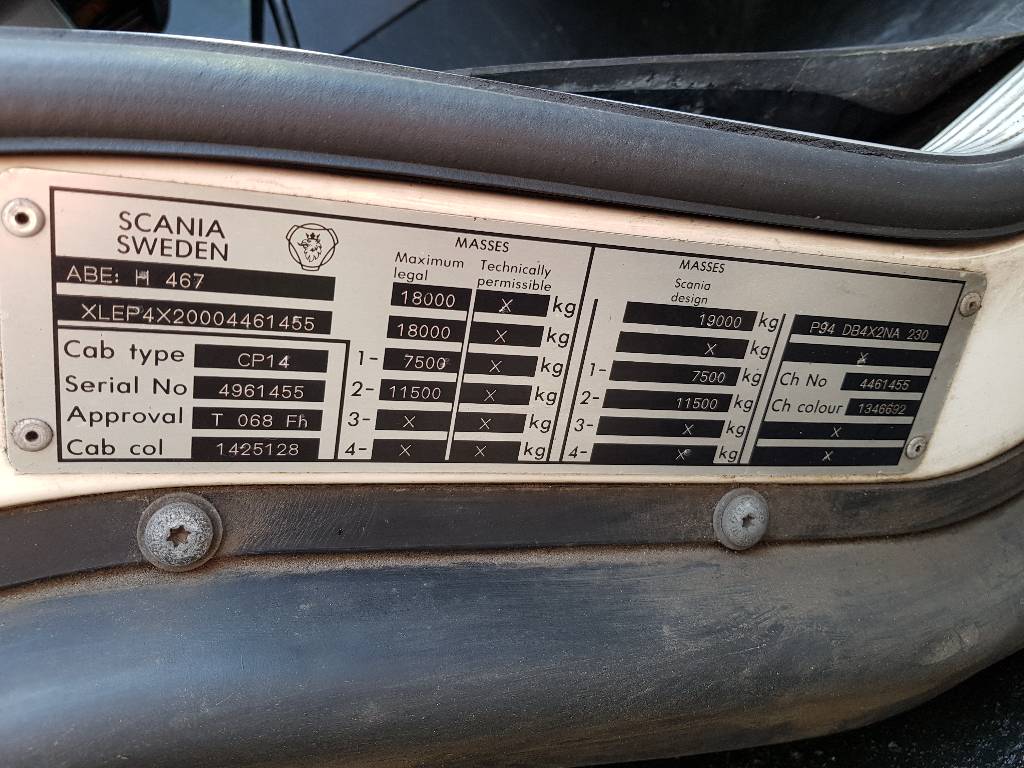 SCANIA
SWEDEN
ABE: H 467
XLEP4X20004461455
Cab type CP14
Serial No 4961455
Approval T 068 Fh
Cab col 1425128
MASSES
Maximum legal Technically permissible
18000 X kg
18000 X kg
1- 7500 X kg
2- 11500 X kg
3- X X kg
4- X X kg
MASSES
Scania design
19000 kg
X kg
1- 7500 kg
2- 11500 kg
3- X kg
4- X kg
P94 DB4X2NA 230
X
Ch No 4461455
Ch colour 1346692
X
X